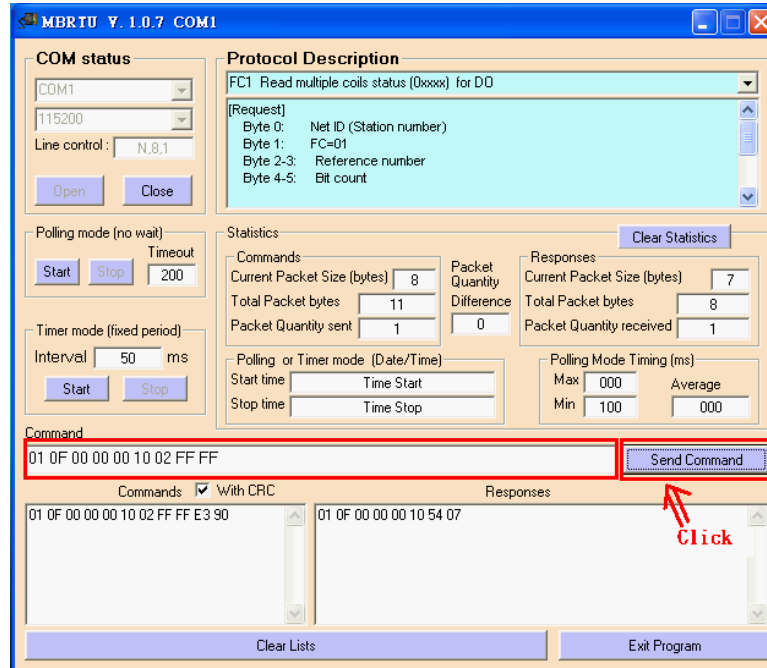 MBRTU V. 1.0.7 COM1
COM status
COM1
115200
Line control : N,8,1
Open Close
Protocol Description
FC1 Read multiple coils status (0xxxx) for DO
[Request]
Byte 0: Net ID (Station number)
Byte 1: FC=01
Byte 2-3: Reference number
Byte 4-5: Bit count
Polling mode (no wait)
Timeout
Start Stop 200
Timer mode (fixed period)
Interval 50 ms
Start Stop
Statistics
Clear Statistics
Commands
Current Packet Size (bytes) 8
Total Packet bytes 11
Packet Quantity sent 1
Packet
Quantity
Difference
0
Responses
Current Packet Size (bytes) 7
Total Packet bytes 8
Packet Quantity received 1
Polling or Timer mode (Date/Time)
Start time Time Start
Stop time Time Stop
Polling Mode Timing (ms)
Max 000 Average
Min 100 000
Command
01 0F 00 00 00 10 02 FF FF
Send Command
Commands With CRC
Responses
01 0F 00 00 00 10 02 FF FF E3 90
01 0F 00 00 00 10 54 07
Click
Clear Lists
Exit Program